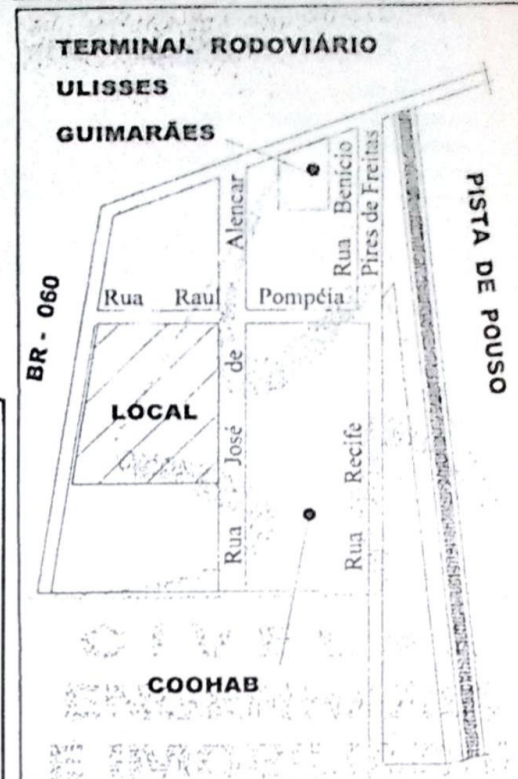 TERMINAL RODOVIÁRIO
ULISSES
GUIMARÃES
BR - 060
Rua Raul Pompéia
Rua José de Alencar
Rua Benício
Pires de Freitas
PISTA DE POUSO
LOCAL
Rua Recife
COOHAB